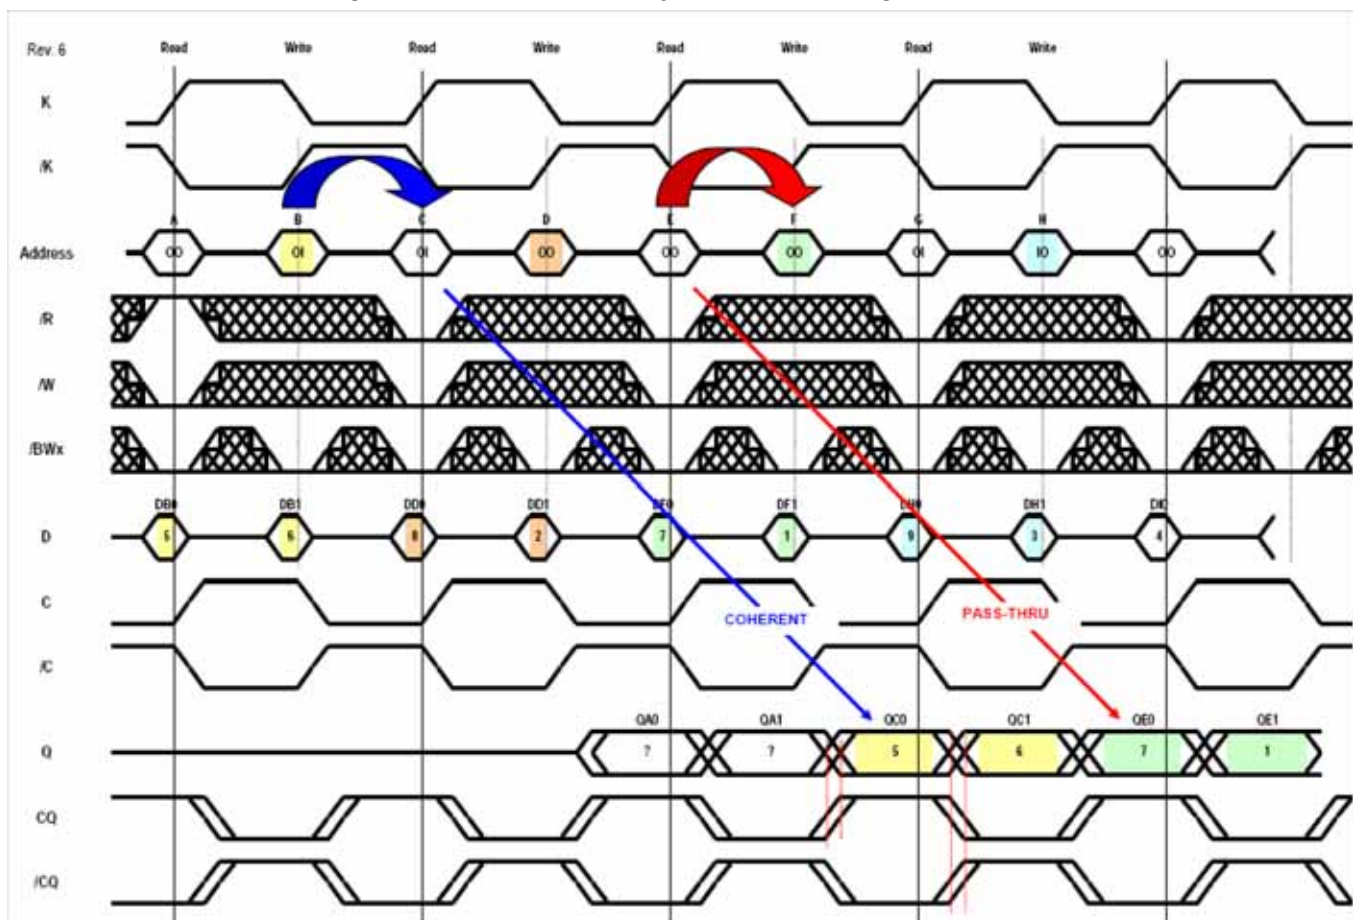 Rev. 6 Read Write Read Write Read Write Read Write
K
/K
A B C D E F G H I
Address 00 01 01 00 00 00 01 10 00
/R
/W
/BWx
DB0 DB1 DD0 DD1 DF0 DF1 DH0 DH1
D 5 6 8 2 7 1 9 3 4
C
COHERENT PASS-THRU
/C
QA0 QA1 QC0 QC1 QE0 QE1
Q ? ? 5 6 7 1
CQ
/CQ